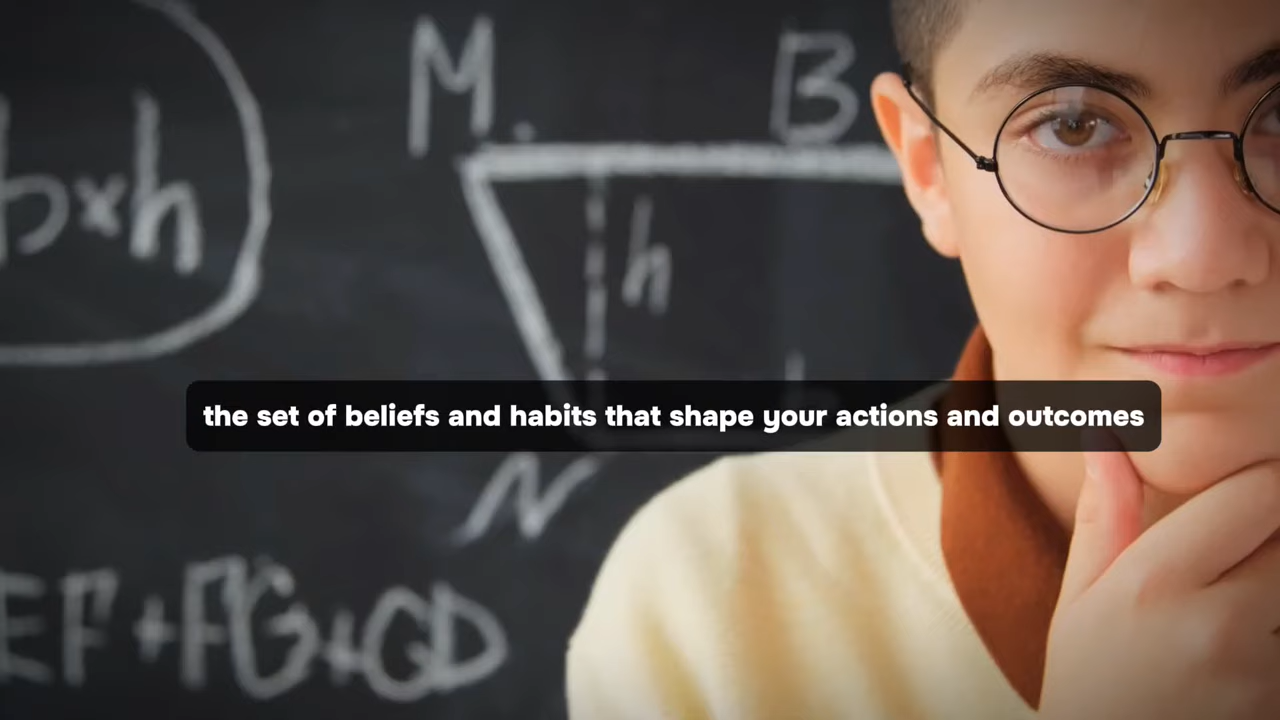 M. B
b×h
h
the set of beliefs and habits that shape your actions and outcomes
N
EF+FG+GD